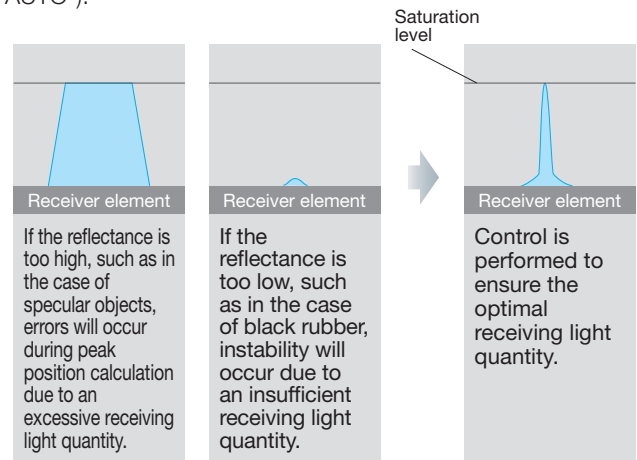 AUTO ).
Saturation
level
Receiver element
If the reflectance is
too high, such as in
the case of
specular objects,
errors will occur
during peak
position calculation
due to an
excessive receiving
light quantity.
Receiver element
If the
reflectance is
too low, such
as in the case
of black rubber,
instability will
occur due to
an insufficient
receiving light
quantity.
Receiver element
Control is
performed to
ensure the
optimal
receiving light
quantity.